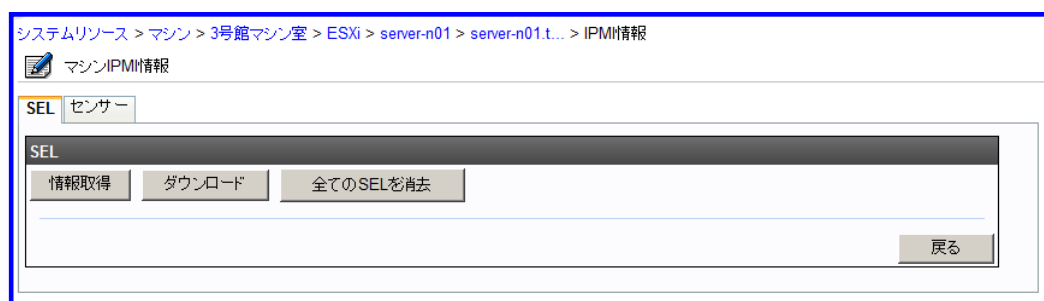 システムリソース > マシン > 3号館マシン室 > ESXi > server-n01 > server-n01.t... > IPMI情報
マシンIPMI情報
SEL センサー
SEL
情報取得 ダウンロード 全てのSELを消去
戻る